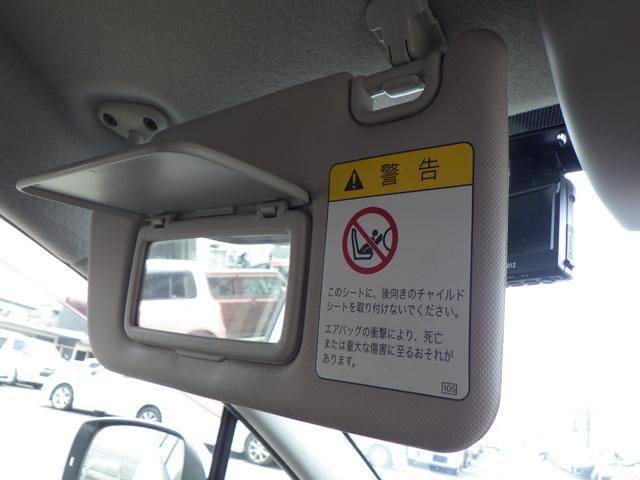 警告
このシートに、後向きのチャイルド
シートを取り付けないでください。
エアバッグの衝撃により、死亡
または重大な傷害に至るおそれが
あります。
105
012